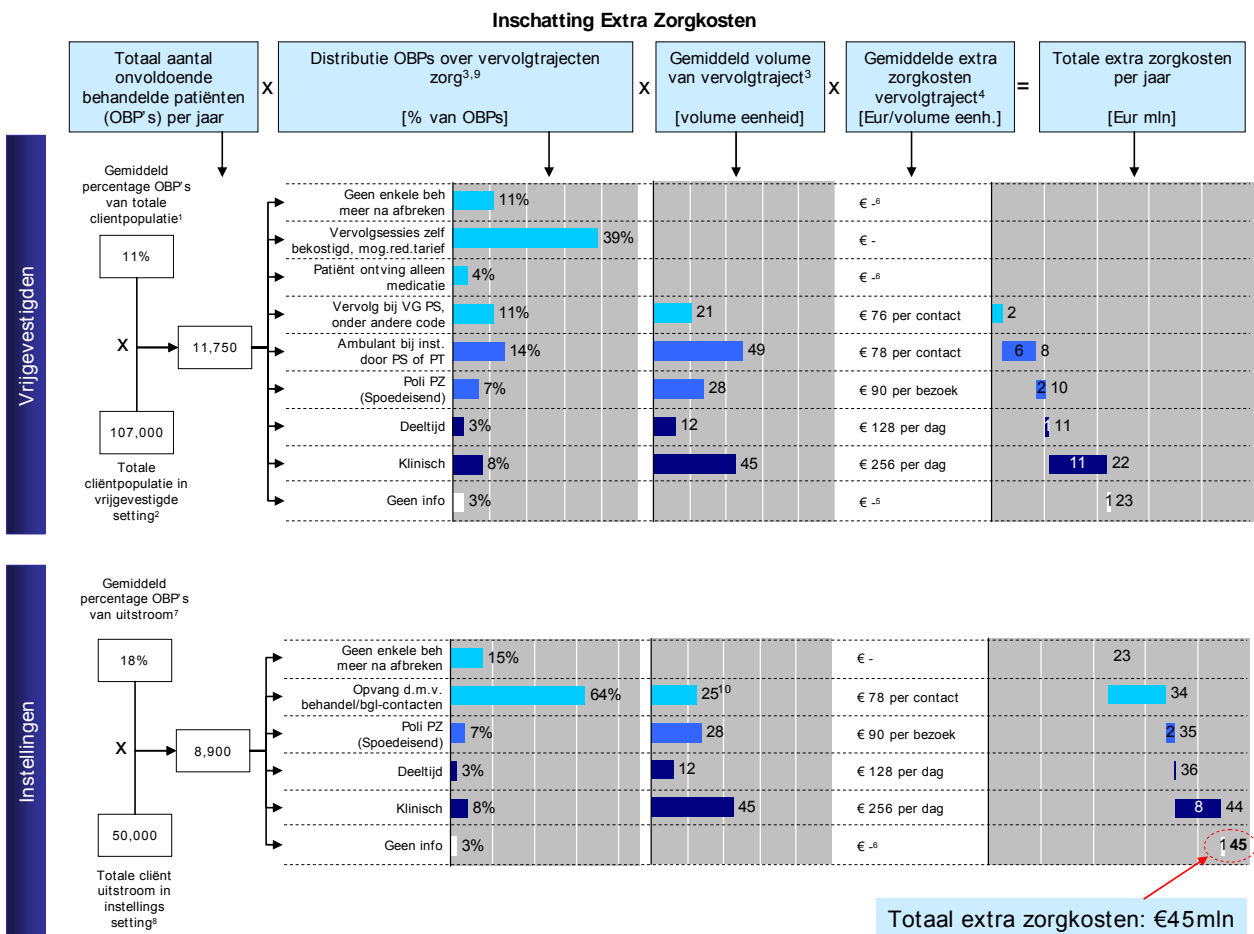 Inschatting Extra Zorgkosten
Totaal aantal
onvoldoende
behandelde patiënten
(OBP's) per jaar
x
Distributie OBPs over vervolgtrajecten
zorg3,9
[% van OBPs]
x
Gemiddeld volume
van vervolgtraject3
[volume eenheid]
x
Gemiddelde extra
zorgkosten
vervolgtraject4
[Eur/volume eenh.]
=
Totale extra zorgkosten
per jaar
[Eur mln]
Vrijgevestigden
Gemiddeld
percentage OBP's
van totale
clientpopulatie1
11%
X
107,000
Totale
cliëntpopulatie in
vrijgevestigde
setting2
11,750
Geen enkele beh
meer na afbreken
11%
€ -6
Vervolgsessies zelf
bekostigd, mog.red.tarief
39%
€ -
Patiënt ontving alleen
medicatie
4%
€ -6
Vervolg bij VG PS,
onder andere code
11%
21
€ 76 per contact
2
Ambulant bij inst.
door PS of PT
14%
49
€ 78 per contact
6 8
Poli PZ
(Spoedeisend)
7%
28
€ 90 per bezoek
2 10
Deeltijd
3%
12
€ 128 per dag
1 11
Klinisch
8%
45
€ 256 per dag
11 22
Geen info
3%
€ -5
1 23
Instellingen
Gemiddeld
percentage OBP's
van uitstroom7
18%
X
50,000
Totale cliënt
uitstroom in
instellings
setting8
8,900
Geen enkele beh
meer na afbreken
15%
€ -
23
Opvang d.m.v.
behandel/bgl-contacten
64%
2510
€ 78 per contact
34
Poli PZ
(Spoedeisend)
7%
28
€ 90 per bezoek
2 35
Deeltijd
3%
12
€ 128 per dag
36
Klinisch
8%
45
€ 256 per dag
8 44
Geen info
3%
€ -6
1 45
Totaal extra zorgkosten: €45mln